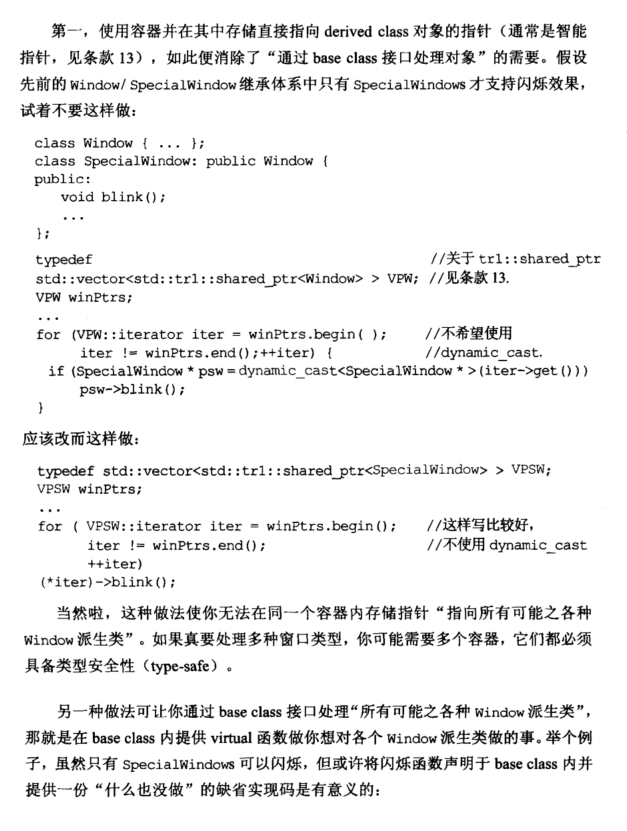 第一，使用容器并在其中存储直接指向 derived class 对象的指针（通常是智能
指针，见条款 13），如此便消除了“通过 base class 接口处理对象”的需要。假设
先前的 Window/ SpecialWindow 继承体系中只有 SpecialWindows 才支持闪烁效果，
试着不要这样做：
class Window { ... };
class SpecialWindow: public Window {
public:
void blink();
...
};
typedef //关于 tr1::shared_ptr
std::vector<std::tr1::shared_ptr<Window> > VPW; //见条款 13.
VPW winPtrs;
...
for (VPW::iterator iter = winPtrs.begin( ); //不希望使用
iter != winPtrs.end();++iter) { //dynamic_cast.
if (SpecialWindow * psw = dynamic_cast<SpecialWindow * >(iter->get()))
psw->blink();
}
应该改而这样做：
typedef std::vector<std::tr1::shared_ptr<SpecialWindow> > VPSW;
VPSW winPtrs;
...
for ( VPSW::iterator iter = winPtrs.begin(); //这样写比较好，
iter != winPtrs.end(); //不使用 dynamic_cast
++iter)
(*iter)->blink();
当然啦，这种做法使你无法在同一个容器内存储指针“指向所有可能之各种
Window 派生类”。如果真要处理多种窗口类型，你可能需要多个容器，它们都必须
具备类型安全性（type-safe）。
另一种做法可让你通过 base class 接口处理“所有可能之各种 Window 派生类”，
那就是在 base class 内提供 virtual 函数做你想对各个 Window 派生类做的事。举个例
子，虽然只有 SpecialWindows 可以闪烁，但或许将闪烁函数声明于 base class 内并
提供一份“什么也没做”的缺省实现码是有意义的：